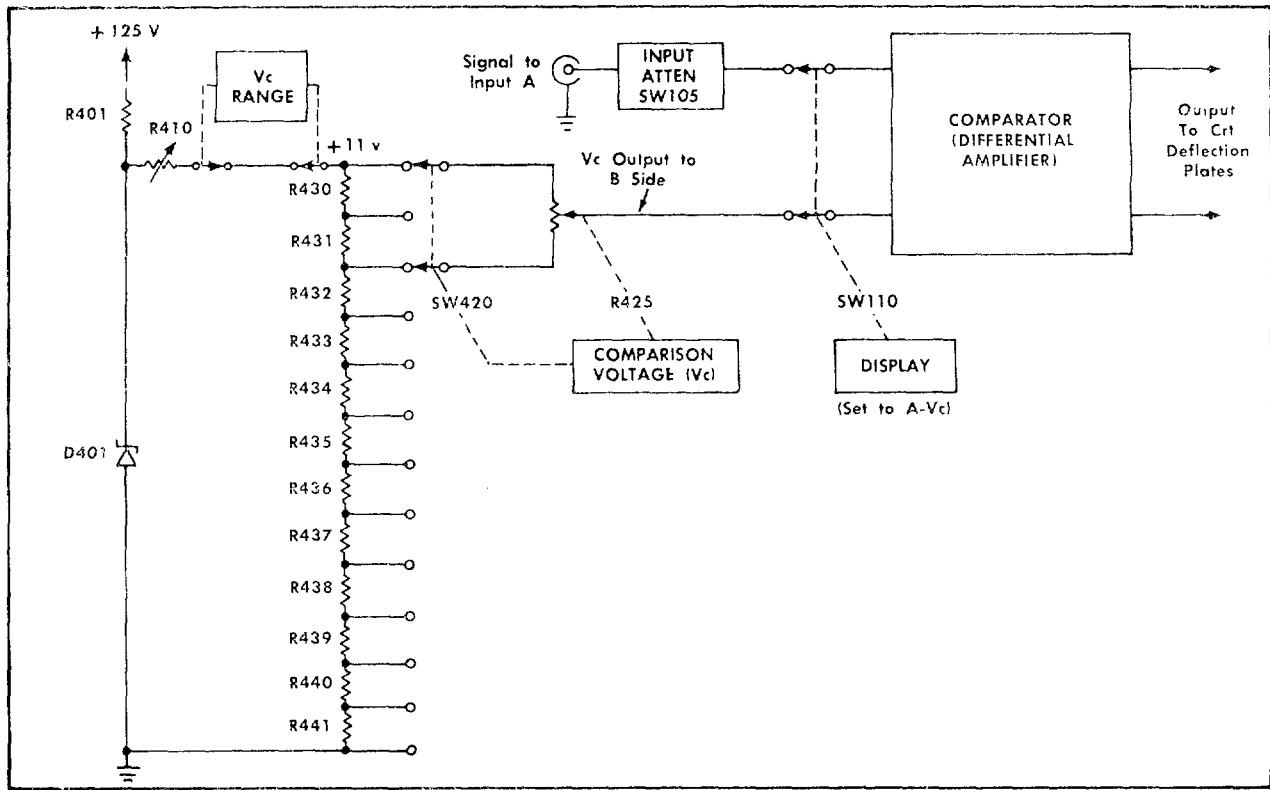 + 125 V
R401
R410
Vc
RANGE
+ 11 v
Signal to
Input A
INPUT
ATTEN
SW105
Vc Output to
B Side
COMPARATOR
(DIFFERENTIAL
AMPLIFIER)
Output
To Crt
Deflection
Plates
R430
R431
R432
R433
R434
R435
R436
R437
R438
R439
R440
R441
D401
SW420
R425
SW110
COMPARISON
VOLTAGE (Vc)
DISPLAY
(Set to A-Vc)